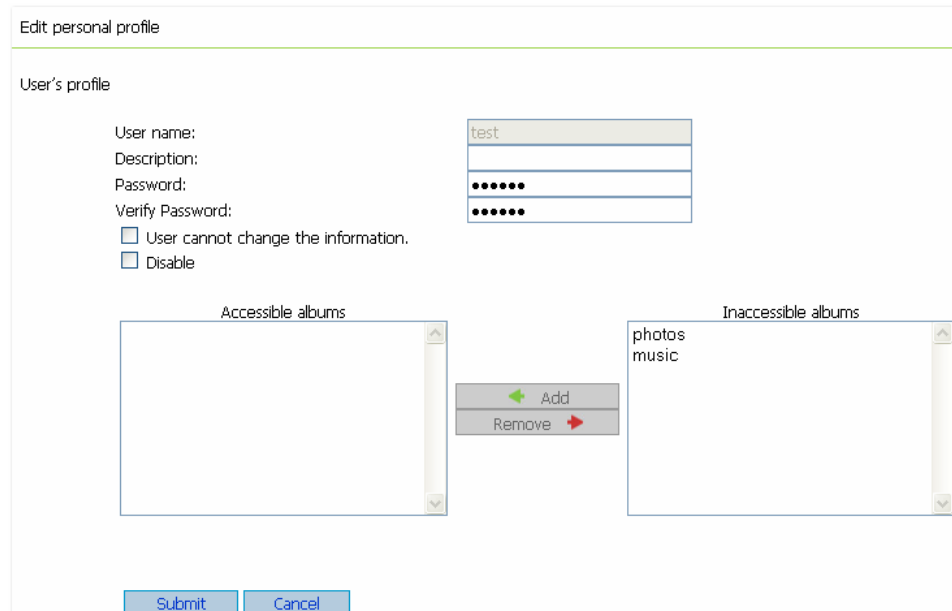 Edit personal profile
User's profile
User name: test
Description:
Password: ••••••
Verify Password: ••••••
User cannot change the information.
Disable
Accessible albums Inaccessible albums
photos
music
Add
Remove
Submit Cancel